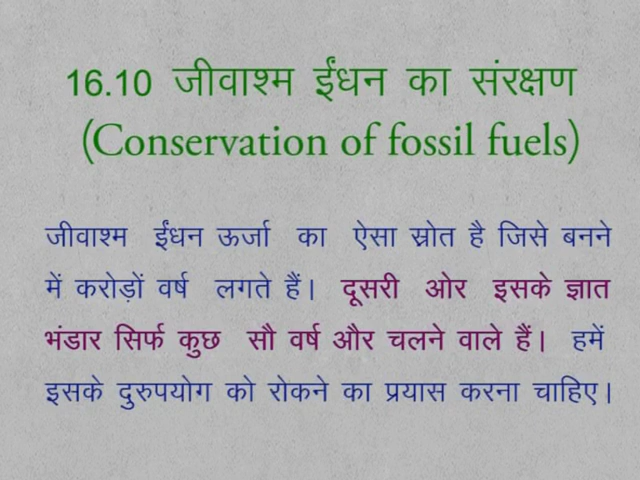 16.10 जीवाश्म ईंधन का संरक्षण
(Conservation of fossil fuels)
जीवाश्म ईंधन ऊर्जा का ऐसा स्रोत है जिसे बनने
में करोड़ों वर्ष लगते हैं। दूसरी ओर इसके ज्ञात
भंडार सिर्फ कुछ सौ वर्ष और चलने वाले हैं। हमें
इसके दुरुपयोग को रोकने का प्रयास करना चाहिए।